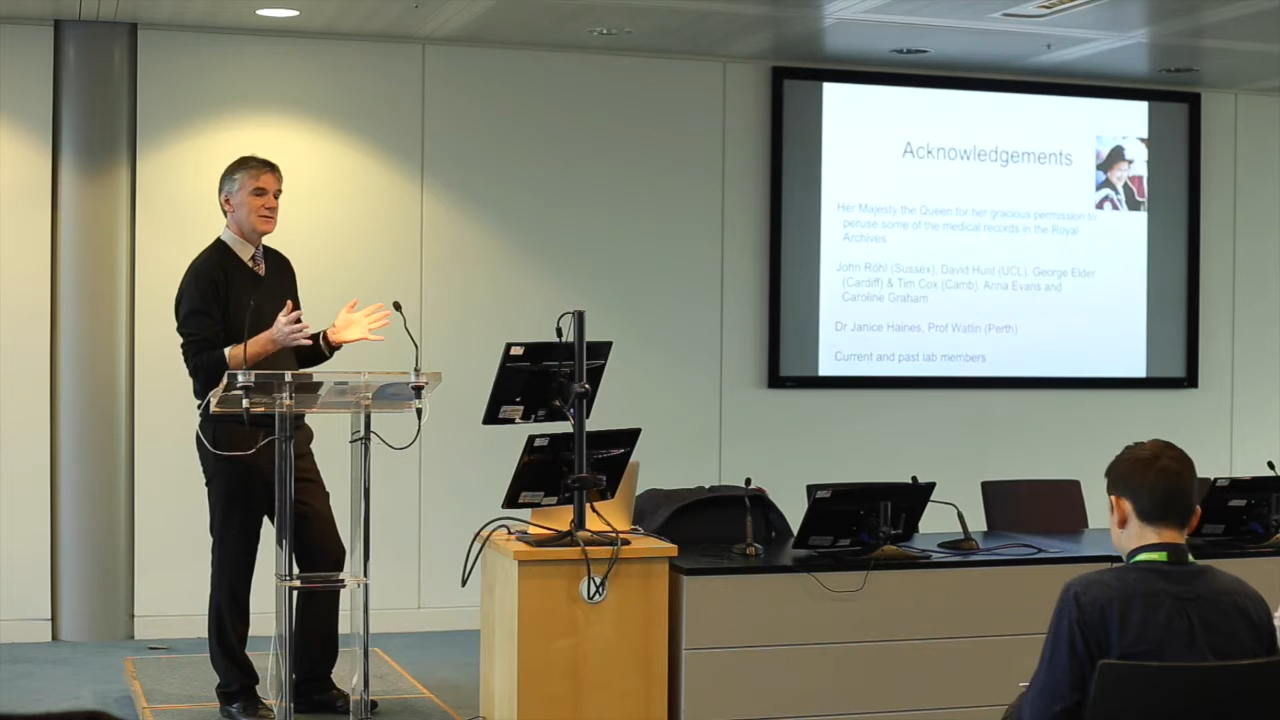 Acknowledgements
Her Majesty the Queen for her gracious permission to
peruse some of the medical records in the Royal
Archives
John Rohl (Sussex), David Hunt (UCL), George Elder
(Cardiff) & Tim Cox (Camb), Anna Evans and
Caroline Graham
Dr Janice Haines, Prof Watlin (Perth)
Current and past lab members